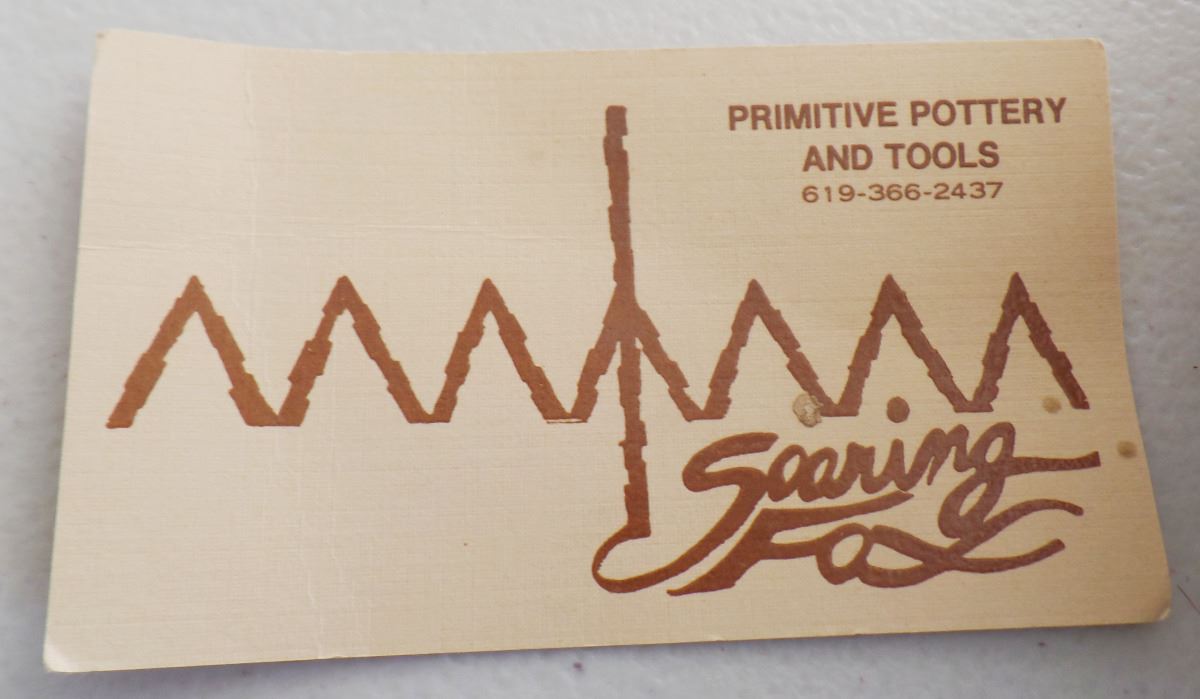 PRIMITIVE POTTERY
AND TOOLS
619-366-2437
Soaring
Fox